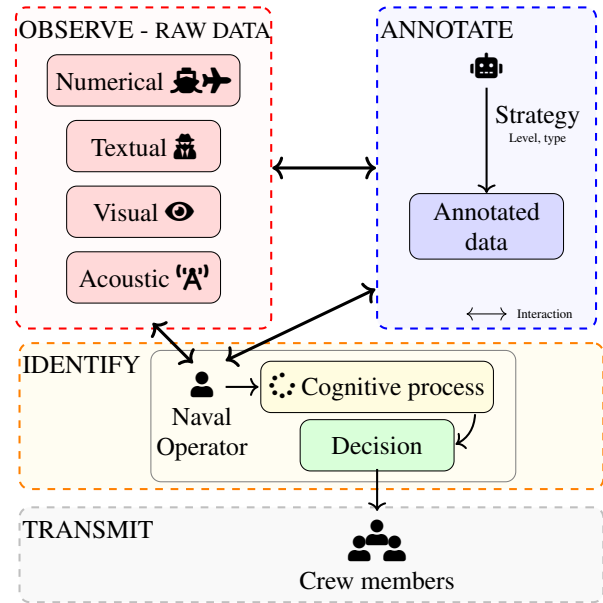 OBSERVE - RAW DATA
Numerical
Textual
Visual
Acoustic
ANNOTATE
Strategy
Level, type
Annotated
data
Interaction
IDENTIFY
Naval
Operator
Cognitive process
Decision
TRANSMIT
Crew members